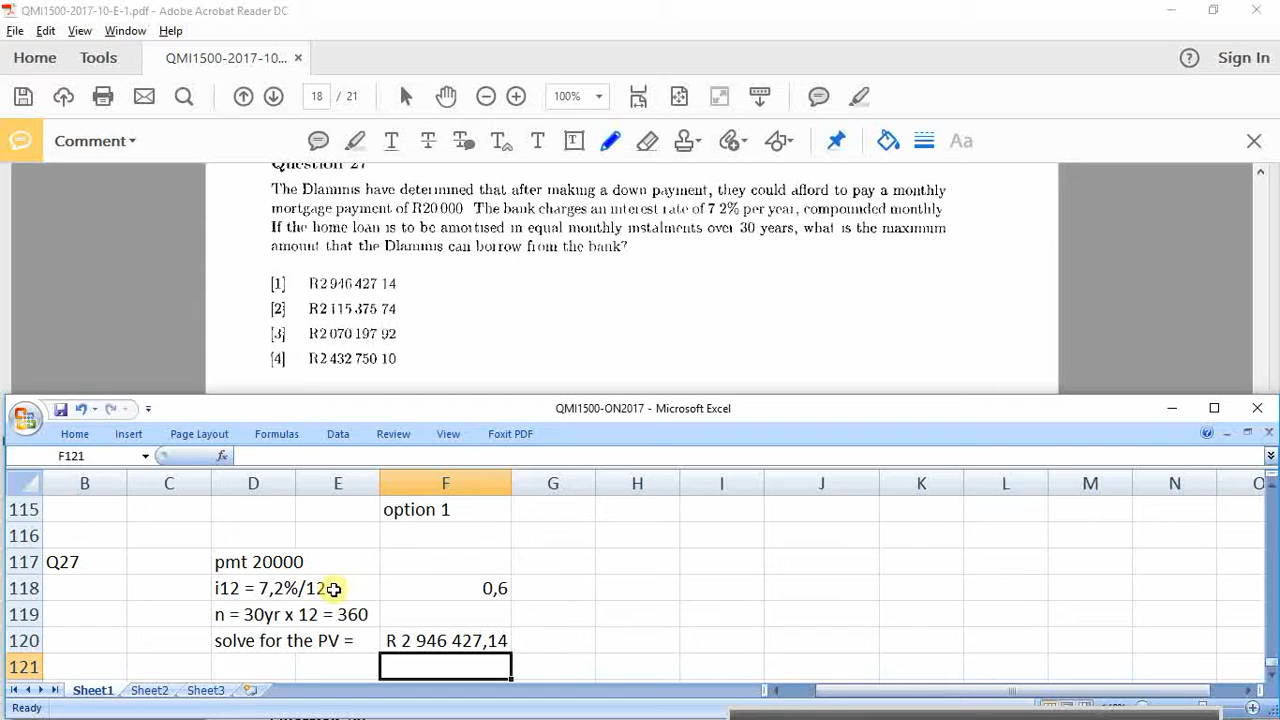 QMI1500-2017-10-E-1.pdf - Adobe Acrobat Reader DC
File Edit View Window Help
Home Tools QMI1500-2017-10... × Sign In
18 / 21 100%
Comment Aa
Question 27
The Dlaminis have determined that after making a down payment, they could afford to pay a monthly
mortgage payment of R20 000 The bank charges an interest rate of 7 2% per year, compounded monthly
If the home loan is to be amortised in equal monthly instalments over 30 years, what is the maximum
amount that the Dlaminis can borrow from the bank?
[1] R2 946 427 14
[2] R2 115 375 74
[3] R2 070 197 92
[4] R2 432 750 10
QMI1500-ON2017 - Microsoft Excel
Home Insert Page Layout Formulas Data Review View Foxit PDF
F121 fx
B C D E F G H I J K L M N O
115 option 1
116
117 Q27 pmt 20000
118 i12 = 7,2%/12 0,6
119 n = 30yr x 12 = 360
120 solve for the PV = R 2 946 427,14
121
Sheet1 Sheet2 Sheet3
Ready